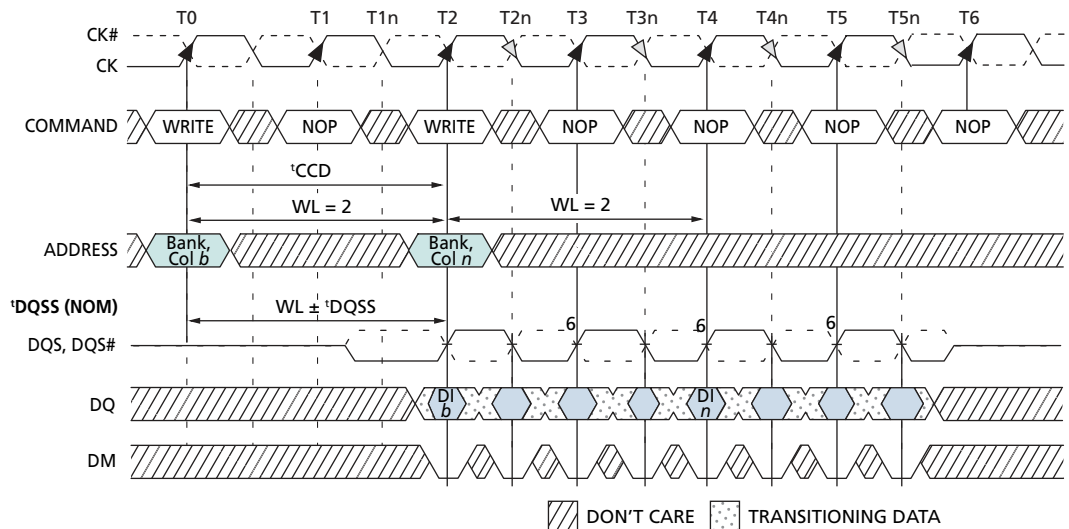 T0 T1 T1n T2 T2n T3 T3n T4 T4n T5 T5n T6
CK#
CK
COMMAND WRITE NOP WRITE NOP NOP NOP NOP
tCCD
WL = 2 WL = 2
ADDRESS Bank, Col b Bank, Col n
tDQSS (NOM) WL ± tDQSS
6 6 6
DQS, DQS#
DQ DI b DI n
DM
DON'T CARE TRANSITIONING DATA